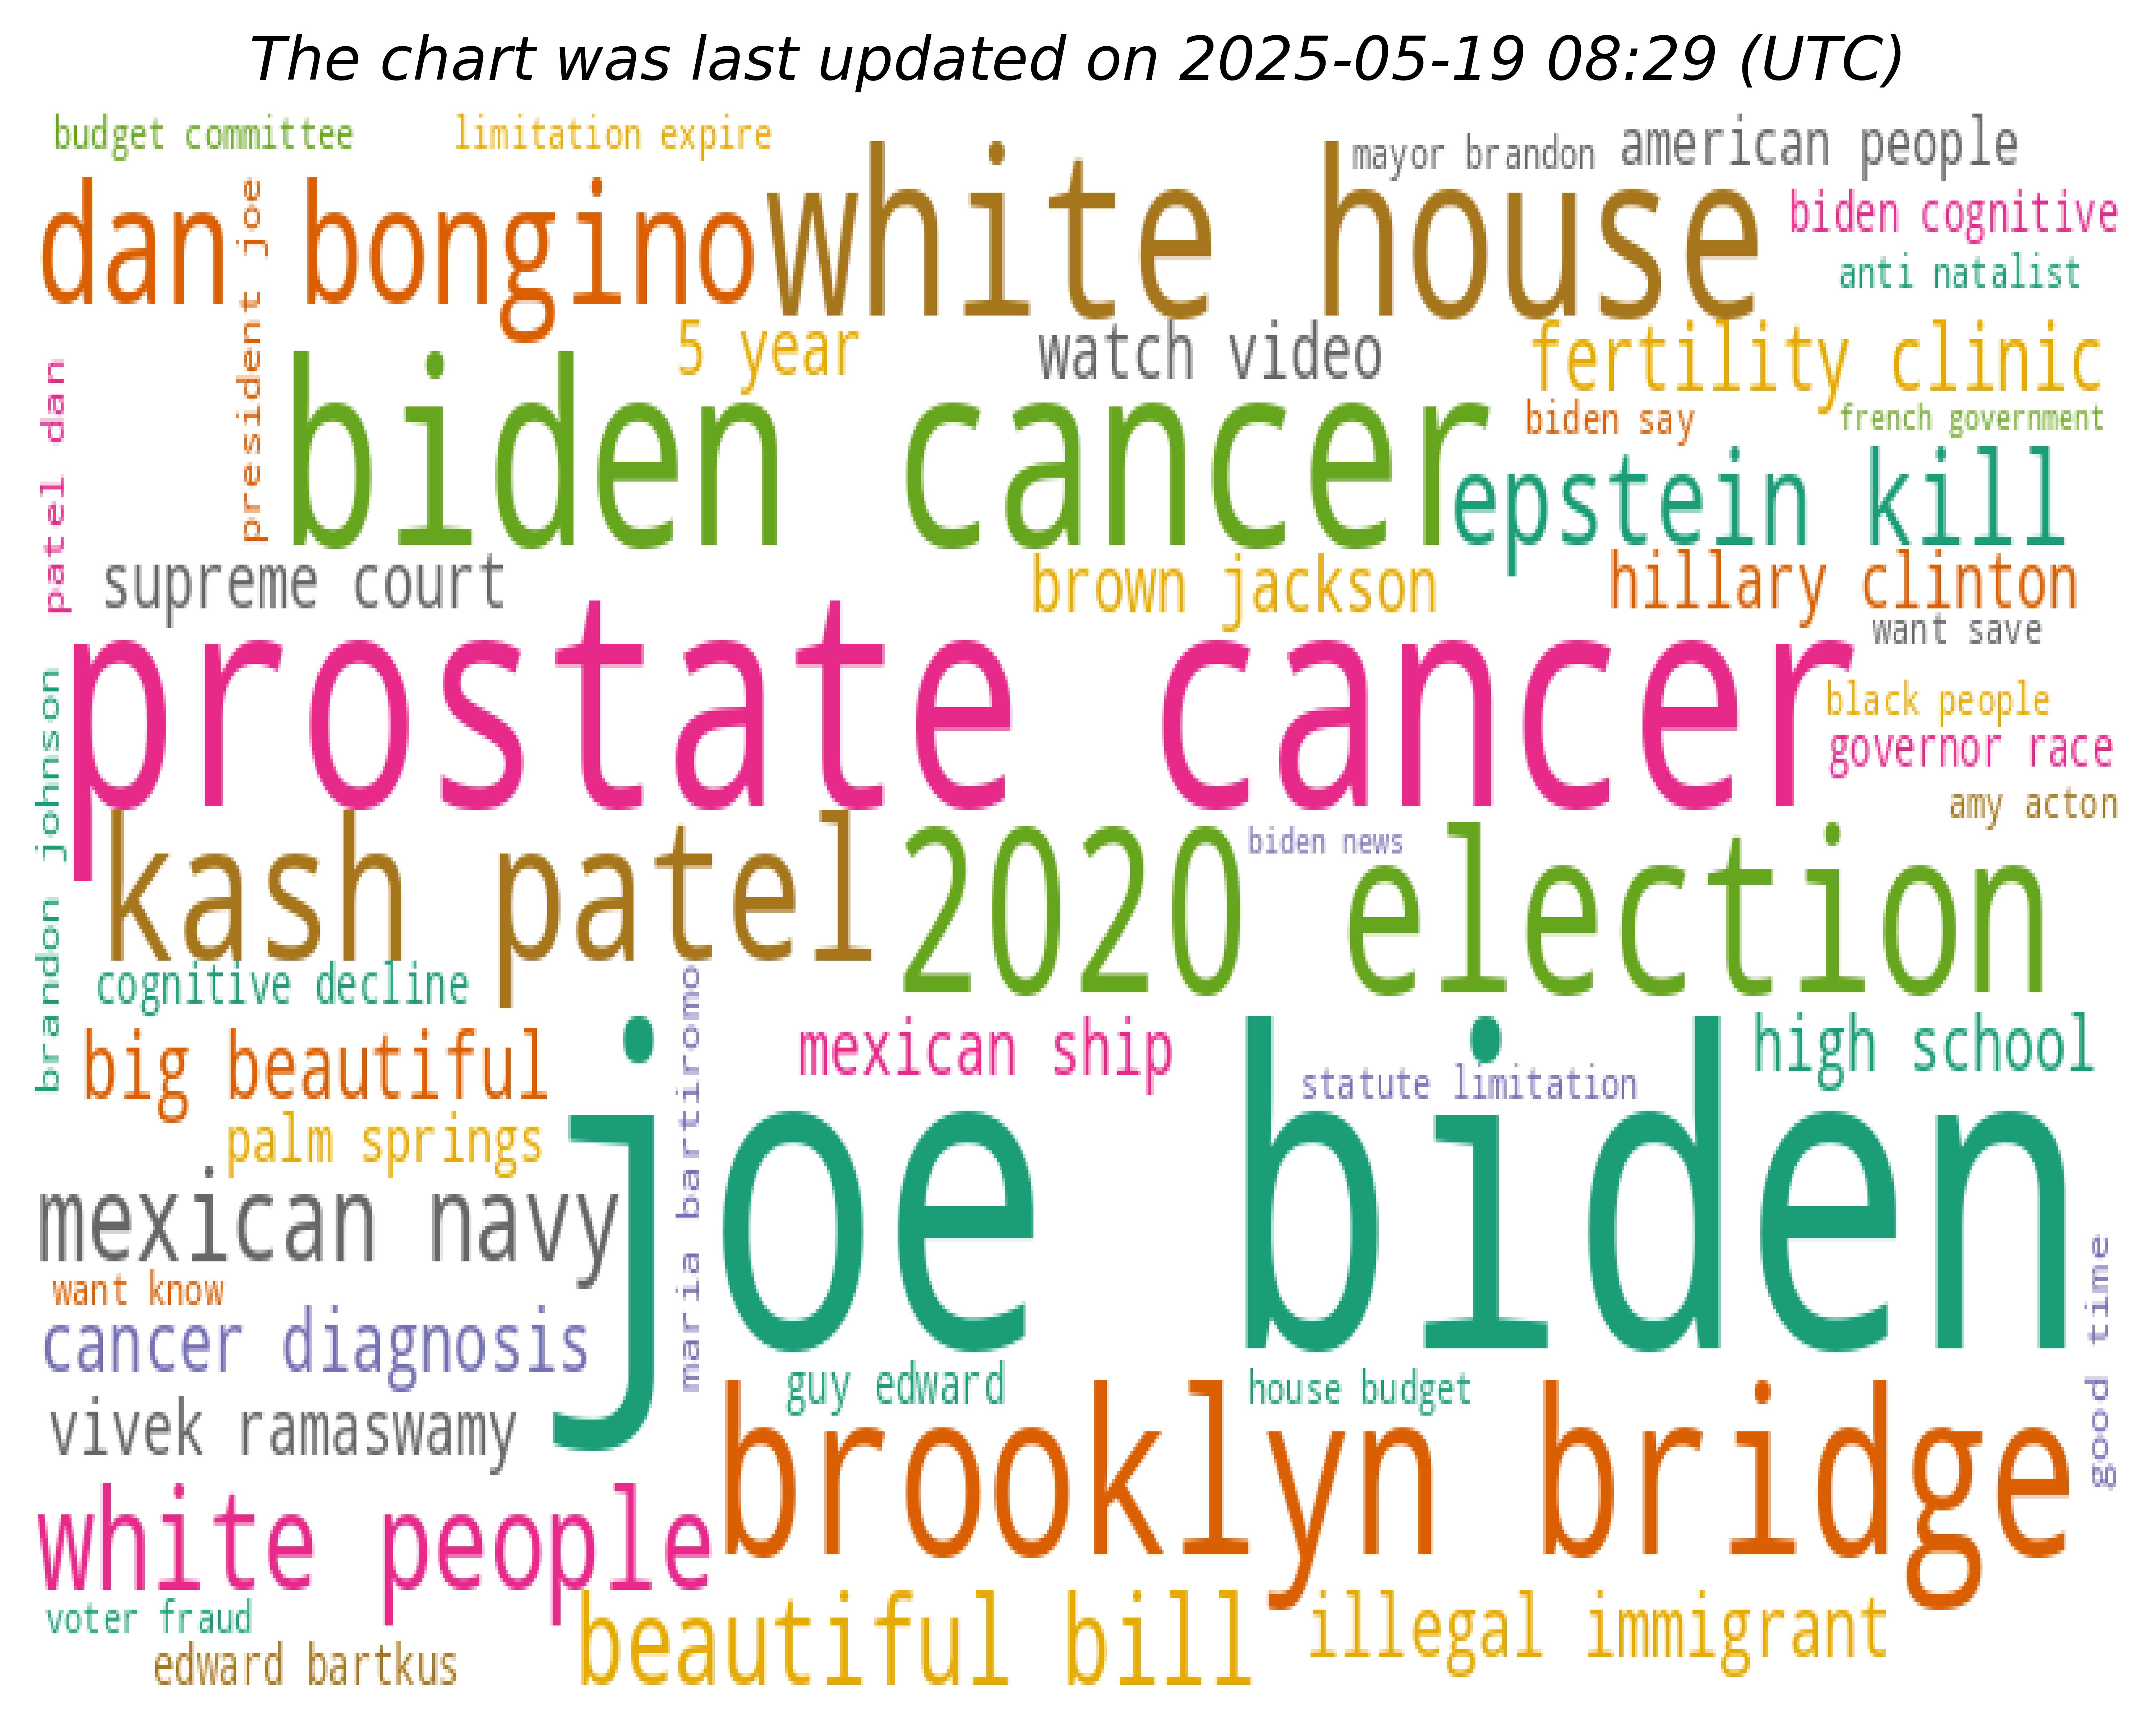 The chart was last updated on 2025-05-19 08:29 (UTC)
budget committee
limitation expire
mayor brandon
american people
dan bongino
white house
president joe
biden cognitive
anti natalist
5 year
watch video
fertility clinic
patel dan
biden cancer
biden say
french government
epstein kill
supreme court
brown jackson
hillary clinton
want save
prostate cancer
black people
governor race
amy acton
brandon johnson
kash patel
2020 election
biden news
cognitive decline
maria bartiromo
big beautiful
mexican ship
high school
statute limitation
palm springs
joe biden
mexican navy
want know
good time
cancer diagnosis
guy edward
house budget
vivek ramaswamy
brooklyn bridge
white people
voter fraud
beautiful bill
illegal immigrant
edward bartkus